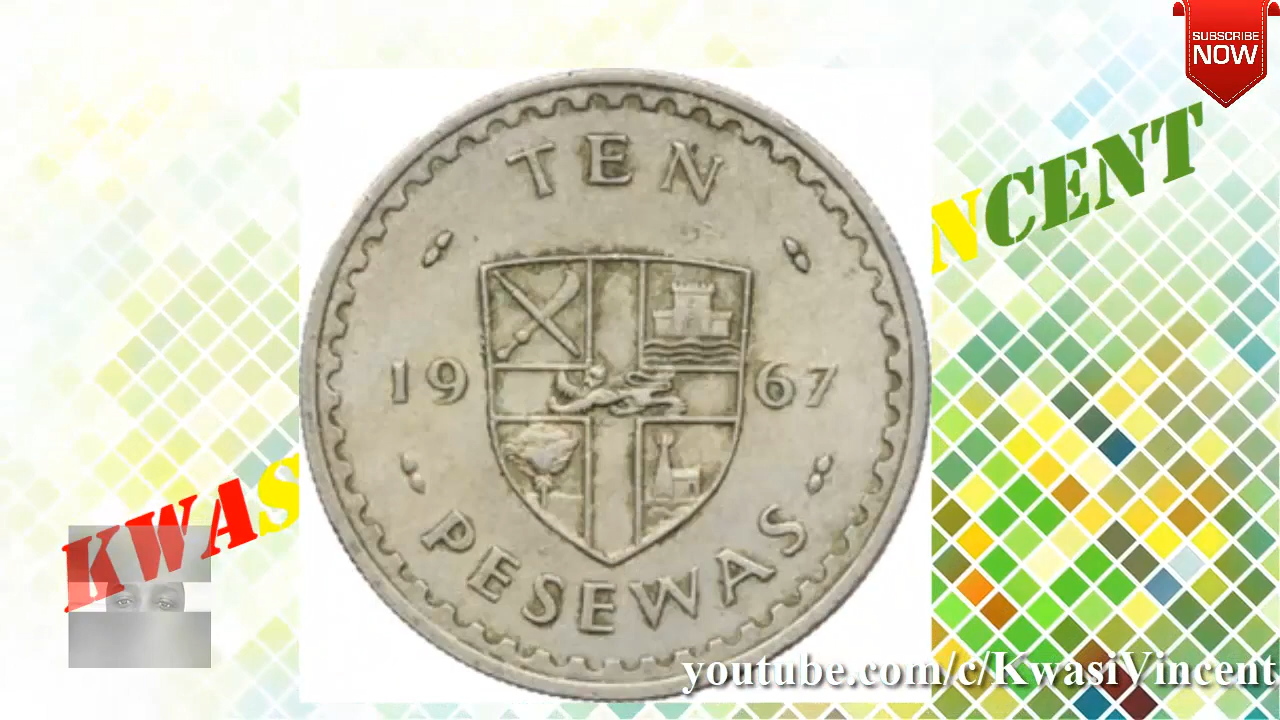 SUBSCRIBE
NOW
TEN
NCENT
19 67
KWAS
PESEWAS
youtube.com/c/KwasiVincent